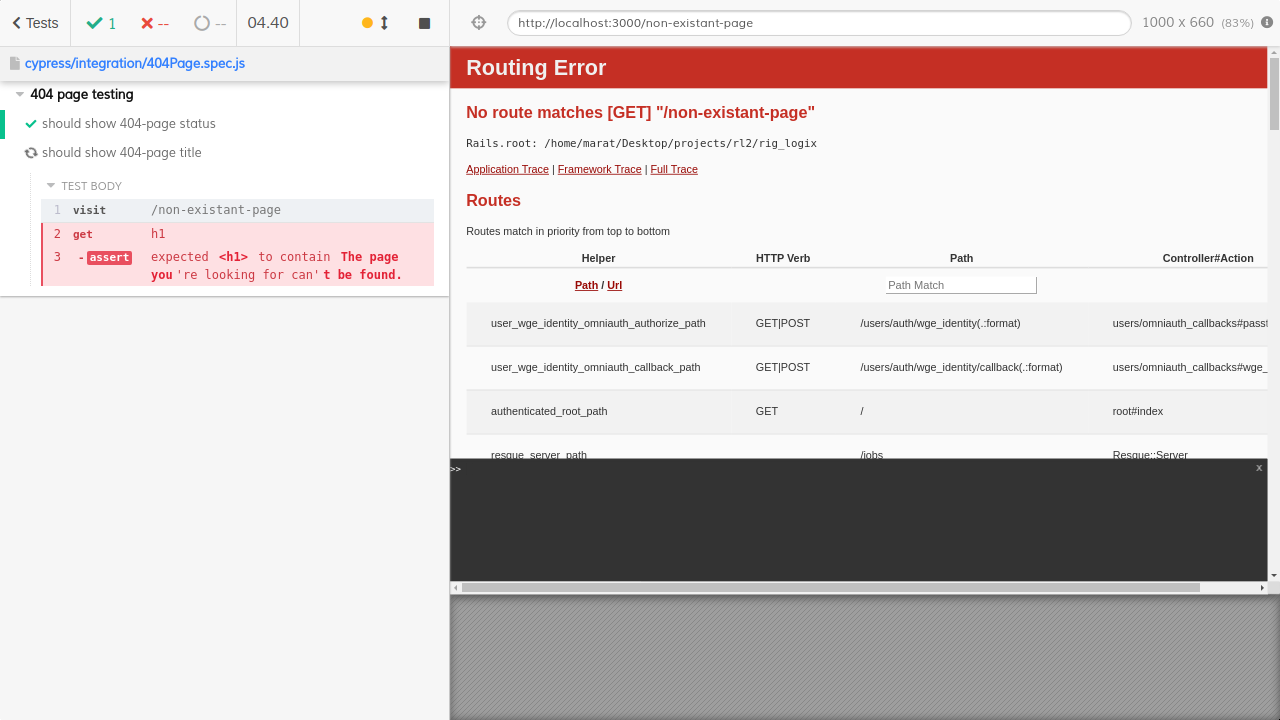 Tests 1 -- -- 04.40
http://localhost:3000/non-existant-page
1000 x 660 (83%)
cypress/integration/404Page.spec.js
404 page testing
should show 404-page status
should show 404-page title
TEST BODY
1 visit /non-existant-page
2 get h1
3 -assert expected <h1> to contain The page
you 're looking for can' t be found.
Routing Error
No route matches [GET] "/non-existant-page"
Rails.root: /home/marat/Desktop/projects/rl2/rig_logix
Application Trace | Framework Trace | Full Trace
Routes
Routes match in priority from top to bottom
Helper HTTP Verb Path Controller#Action
Path / Url Path Match
user_wge_identity_omniauth_authorize_path GET|POST /users/auth/wge_identity(.:format) users/omniauth_callbacks#passt
user_wge_identity_omniauth_callback_path GET|POST /users/auth/wge_identity/callback(.:format) users/omniauth_callbacks#wge_
authenticated_root_path GET / root#index
resque_server_path /jobs Resque::Server
>> x